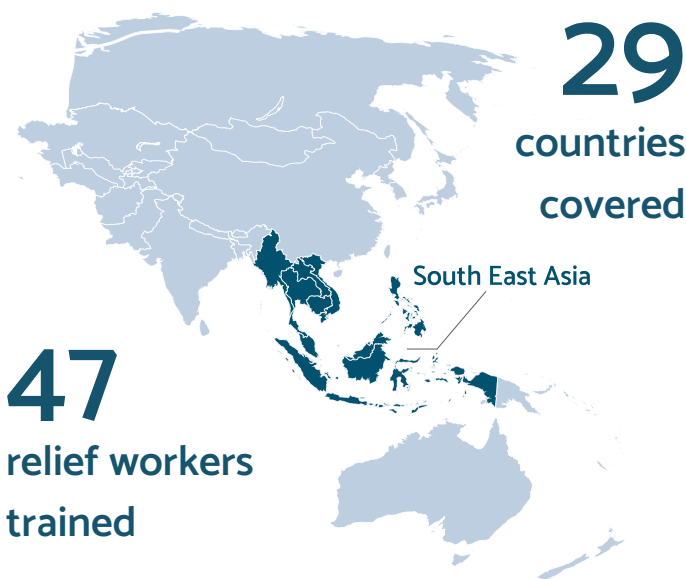 29
countries
covered
South East Asia
47
relief workers
trained